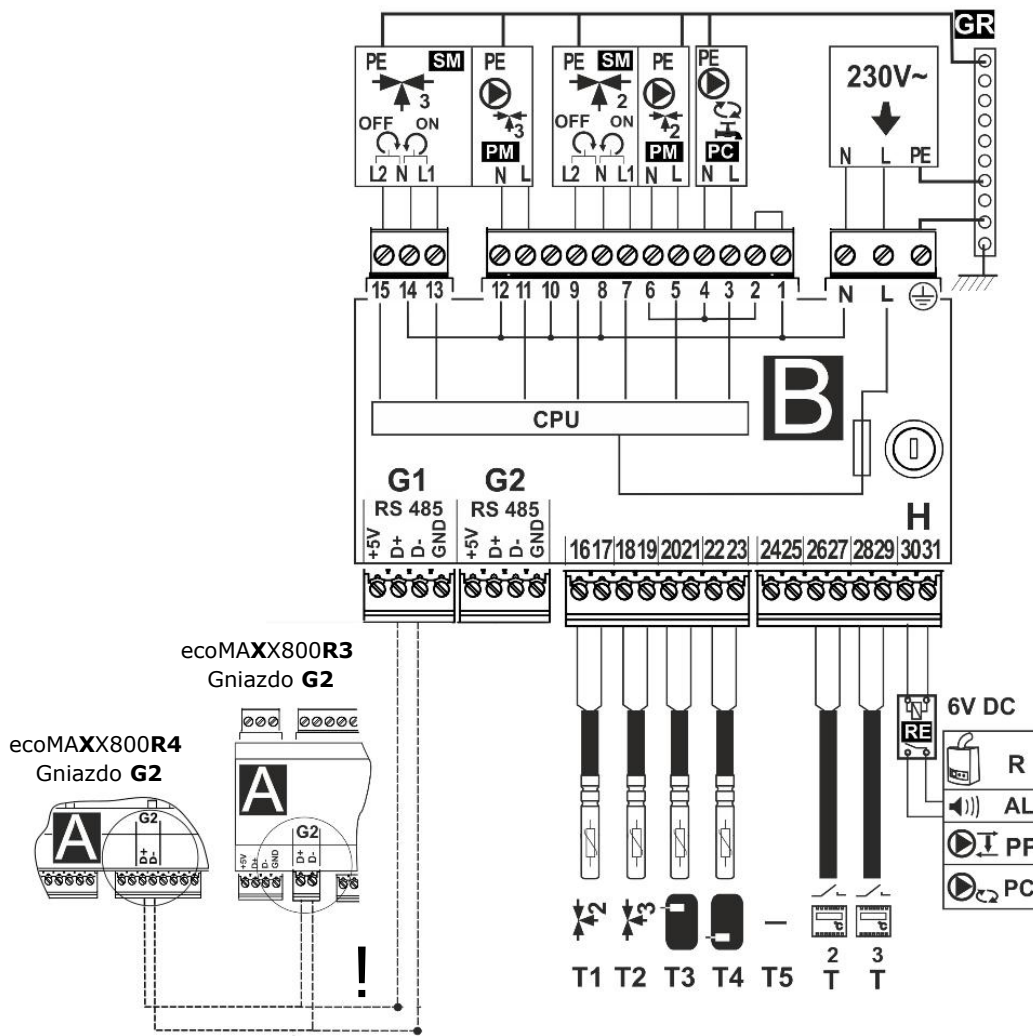 GR
PE SM PE PE SM PE PE
230V~
3 3 2 2
OFF ON OFF ON
PM PM PC
L2 N L1 N L L2 N L1 N L N L N L PE
15 14 13 12 11 10 9 8 7 6 5 4 3 2 1 N L
B
CPU
G1 G2
RS 485 RS 485
H
+5V D+ D- GND +5V D+ D- GND
16 17 18 19 20 21 22 23 24 25 26 27 28 29 30 31
ecoMAXX800R3
Gniazdo G2
6V DC
RE
ecoMAXX800R4
Gniazdo G2
R
A
AL
A
G2
G2
PF
D+ D-
+5V D+ D- GND D+ D-
PC
°C °C
2 3 2 3
!
T1 T2 T3 T4 T5 – T T